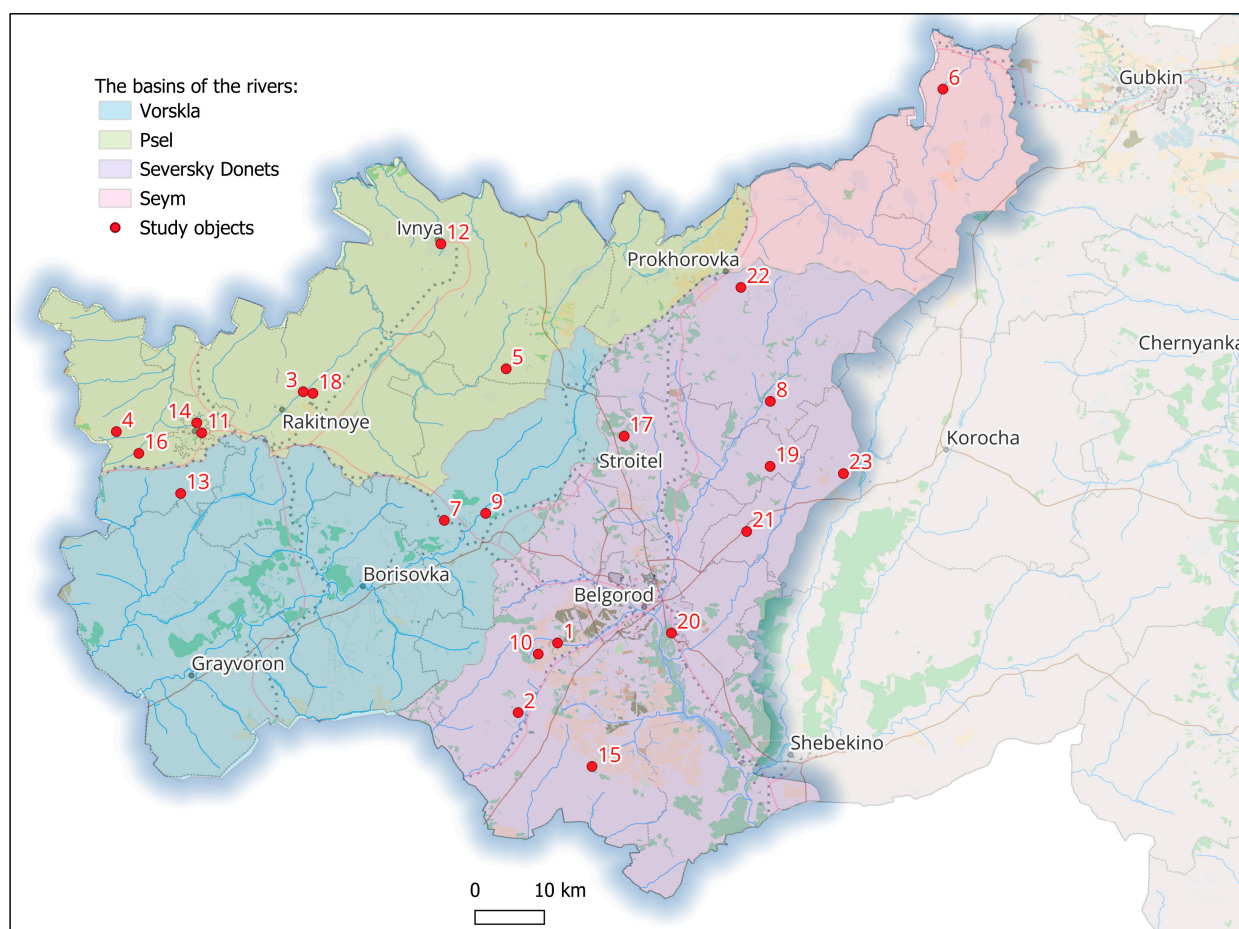 The basins of the rivers:
Vorskla
Psel
Seversky Donets
Seym
Study objects
6
Gubkin
Ivnya
12
Prokhorovka
22
Chernyanka
5
3
18
8
Rakitnoye
14
11
4
16
17
Korocha
Stroitel
19
23
13
7
9
21
Borisovka
Belgorod
20
1
10
Grayvoron
2
Shebekino
15
0 10 km